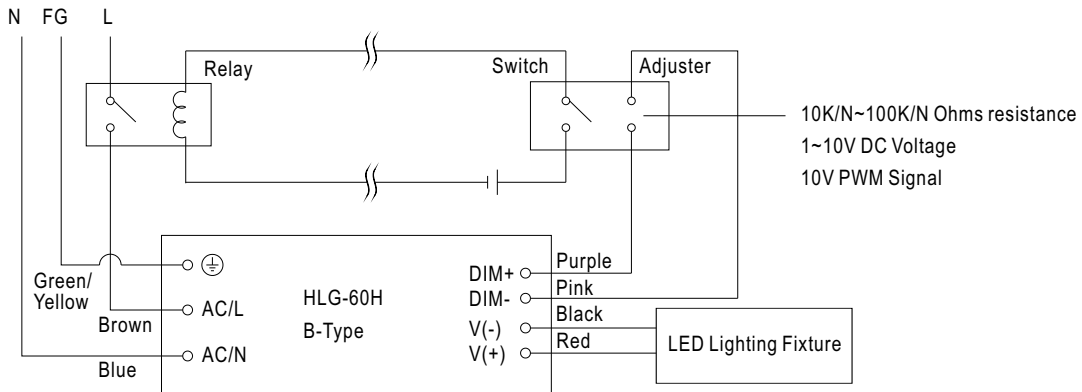 N FG L
Relay
Switch
Adjuster
10K/N~100K/N Ohms resistance
1~10V DC Voltage
10V PWM Signal
Green/
Yellow
Brown
Blue
AC/L
AC/N
HLG-60H
B-Type
DIM+
DIM-
V(-)
V(+)
Purple
Pink
Black
Red
LED Lighting Fixture